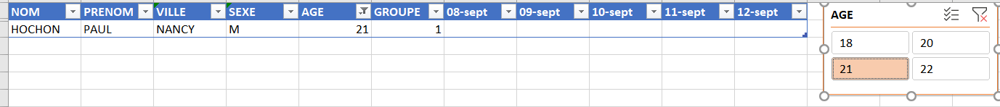 NOM PRENOM VILLE SEXE AGE GROUPE 08-sept 09-sept 10-sept 11-sept 12-sept
HOCHON PAUL NANCY M 21 1
AGE
18 20
21 22